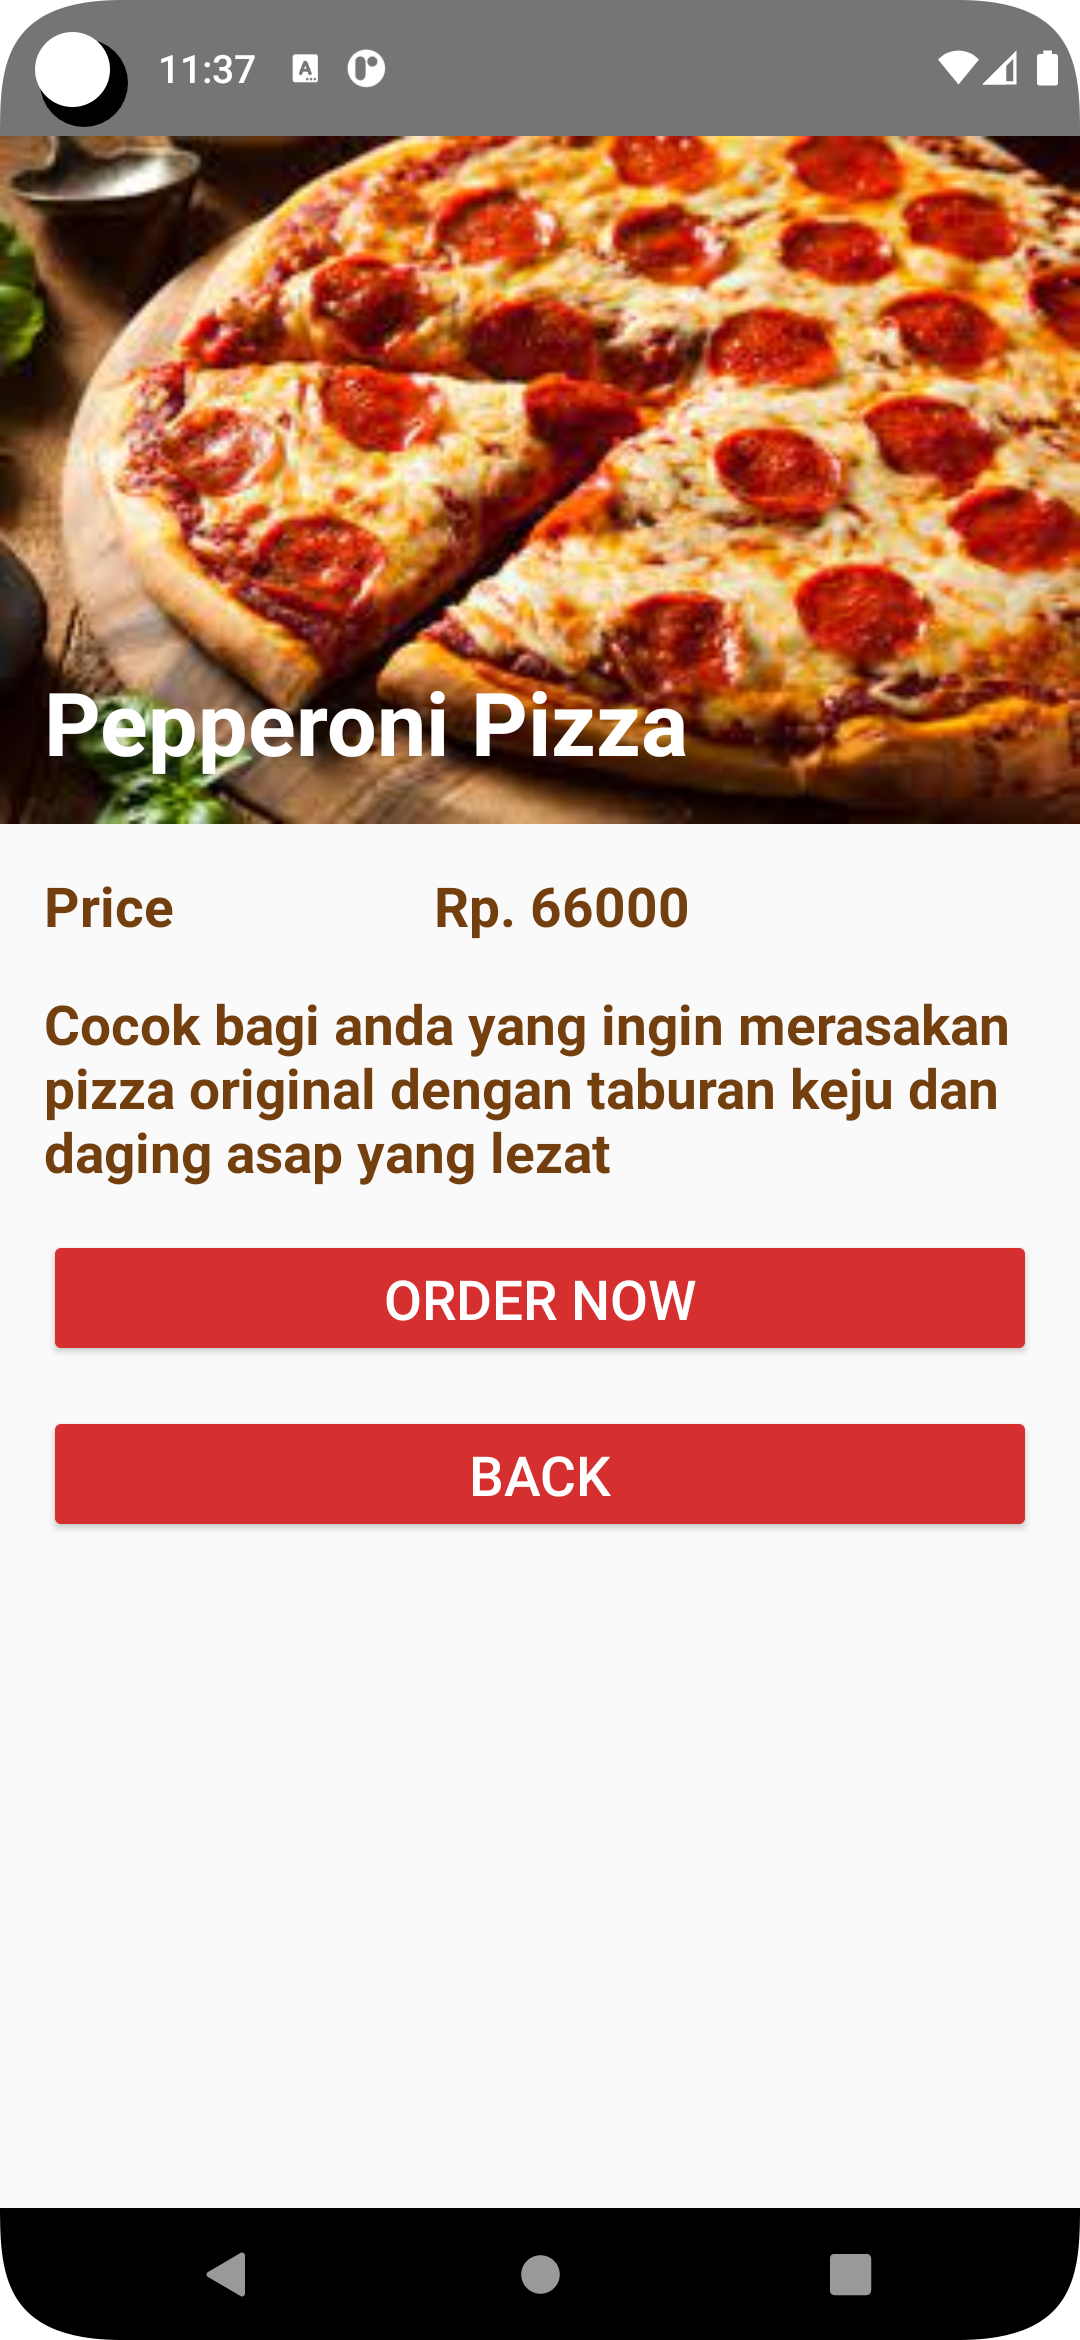 11:37
Pepperoni Pizza
Price Rp. 66000
Cocok bagi anda yang ingin merasakan
pizza original dengan taburan keju dan
daging asap yang lezat
ORDER NOW
BACK